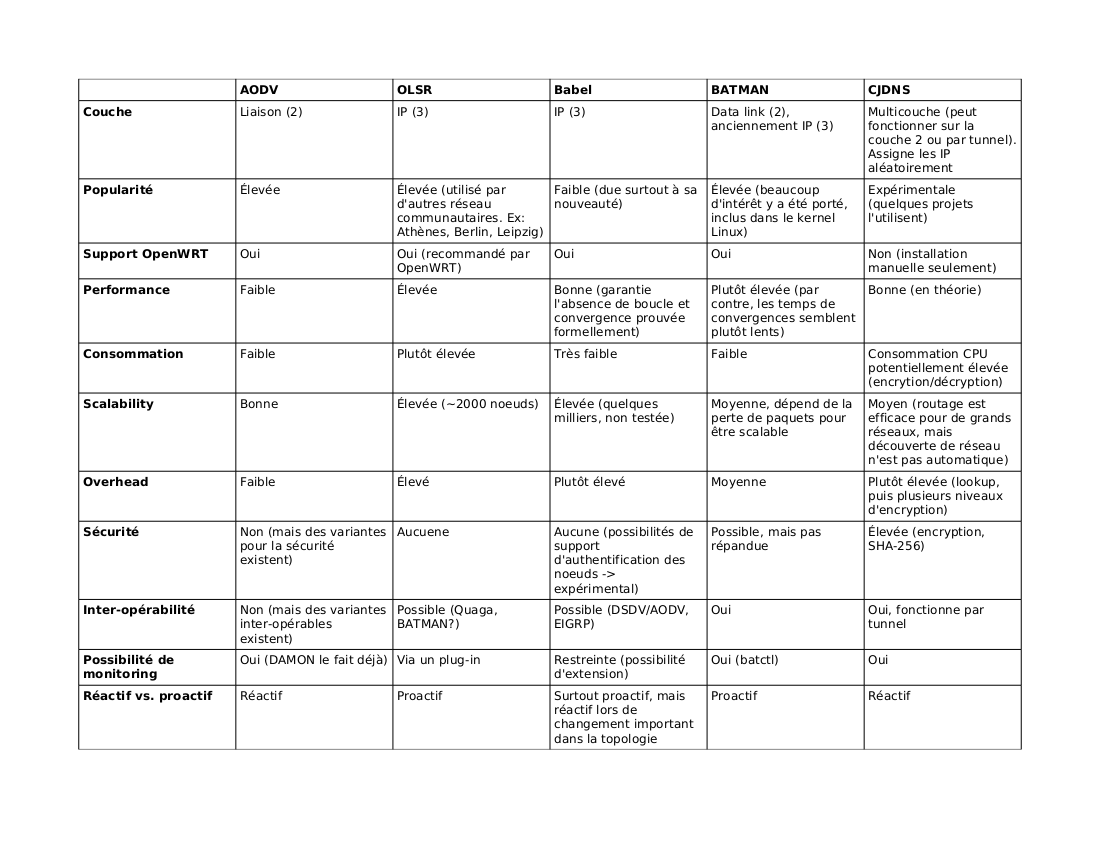 AODV
OLSR
Babel
BATMAN
CJDNS
Couche
Liaison (2)
IP (3)
IP (3)
Data link (2),
anciennement IP (3)
Multicouche (peut
fonctionner sur la
couche 2 ou par tunnel).
Assigne les IP
aléatoirement
Popularité
Élevée
Élevée (utilisé par
d'autres réseau
communautaires. Ex:
Athènes, Berlin, Leipzig)
Faible (due surtout à sa
nouveauté)
Élevée (beaucoup
d'intérêt y a été porté,
inclus dans le kernel
Linux)
Expérimentale
(quelques projets
l'utilisent)
Support OpenWRT
Oui
Oui (recommandé par
OpenWRT)
Oui
Oui
Non (installation
manuelle seulement)
Performance
Faible
Élevée
Bonne (garantie
l'absence de boucle et
convergence prouvée
formellement)
Plutôt élevée (par
contre, les temps de
convergences semblent
plutôt lents)
Bonne (en théorie)
Consommation
Faible
Plutôt élevée
Très faible
Faible
Consommation CPU
potentiellement élevée
(encrytion/décryption)
Scalability
Bonne
Élevée (~2000 noeuds)
Élevée (quelques
milliers, non testée)
Moyenne, dépend de la
perte de paquets pour
être scalable
Moyen (routage est
efficace pour de grands
réseaux, mais
découverte de réseau
n'est pas automatique)
Overhead
Faible
Élevé
Plutôt élevé
Moyenne
Plutôt élevée (lookup,
puis plusieurs niveaux
d'encryption)
Sécurité
Non (mais des variantes
pour la sécurité
existent)
Aucuene
Aucune (possibilités de
support
d'authentification des
noeuds ->
expérimental)
Possible, mais pas
répandue
Élevée (encryption,
SHA-256)
Inter-opérabilité
Non (mais des variantes
inter-opérables
existent)
Possible (Quaga,
BATMAN?)
Possible (DSDV/AODV,
EIGRP)
Oui
Oui, fonctionne par
tunnel
Possibilité de
monitoring
Oui (DAMON le fait déjà)
Via un plug-in
Restreinte (possibilité
d'extension)
Oui (batctl)
Oui
Réactif vs. proactif
Réactif
Proactif
Surtout proactif, mais
réactif lors de
changement important
dans la topologie
Proactif
Réactif